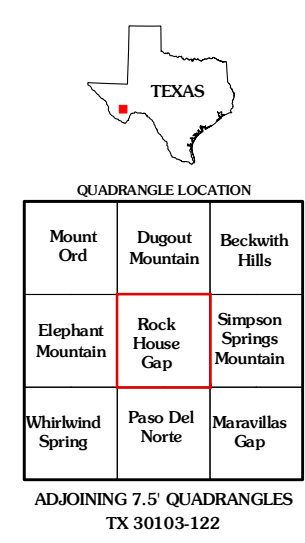 TEXAS
QUADRANGLE LOCATION
Mount
Ord
Dugout
Mountain
Beckwith
Hills
Elephant
Mountain
Rock
House
Gap
Simpson
Springs
Mountain
Whirlwind
Spring
Paso Del
Norte
Maravillas
Gap
ADJOINING 7.5' QUADRANGLES
TX 30103-122